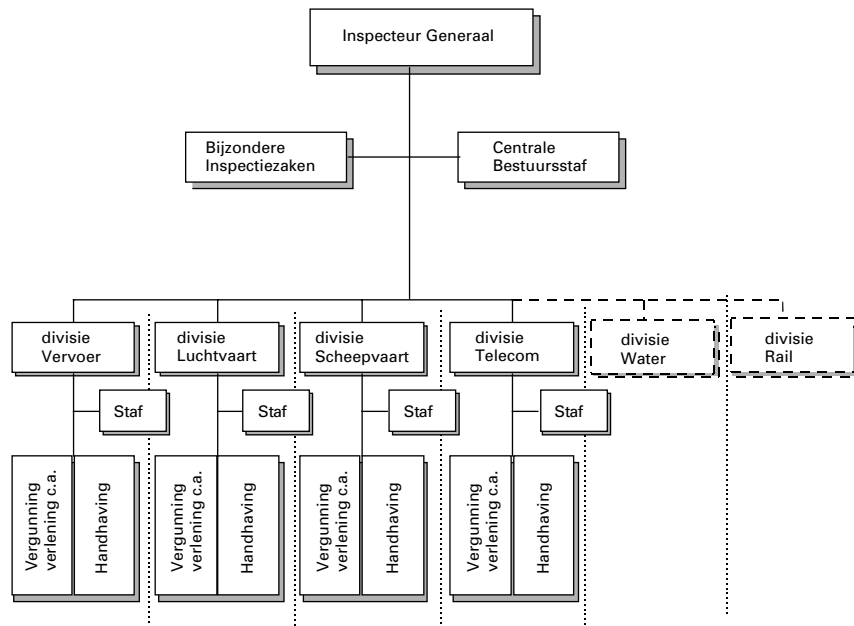 Inspecteur Generaal
Bijzondere
Inspectiezaken
Centrale
Bestuursstaf
divisie
Vervoer
divisie
Luchtvaart
divisie
Scheepvaart
divisie
Telecom
divisie
Water
divisie
Rail
Staf
Staf
Staf
Staf
Vergunning
verlening c.a.
Handhaving
Vergunning
verlening c.a.
Handhaving
Vergunning
verlening c.a.
Handhaving
Vergunning
verlening c.a.
Handhaving